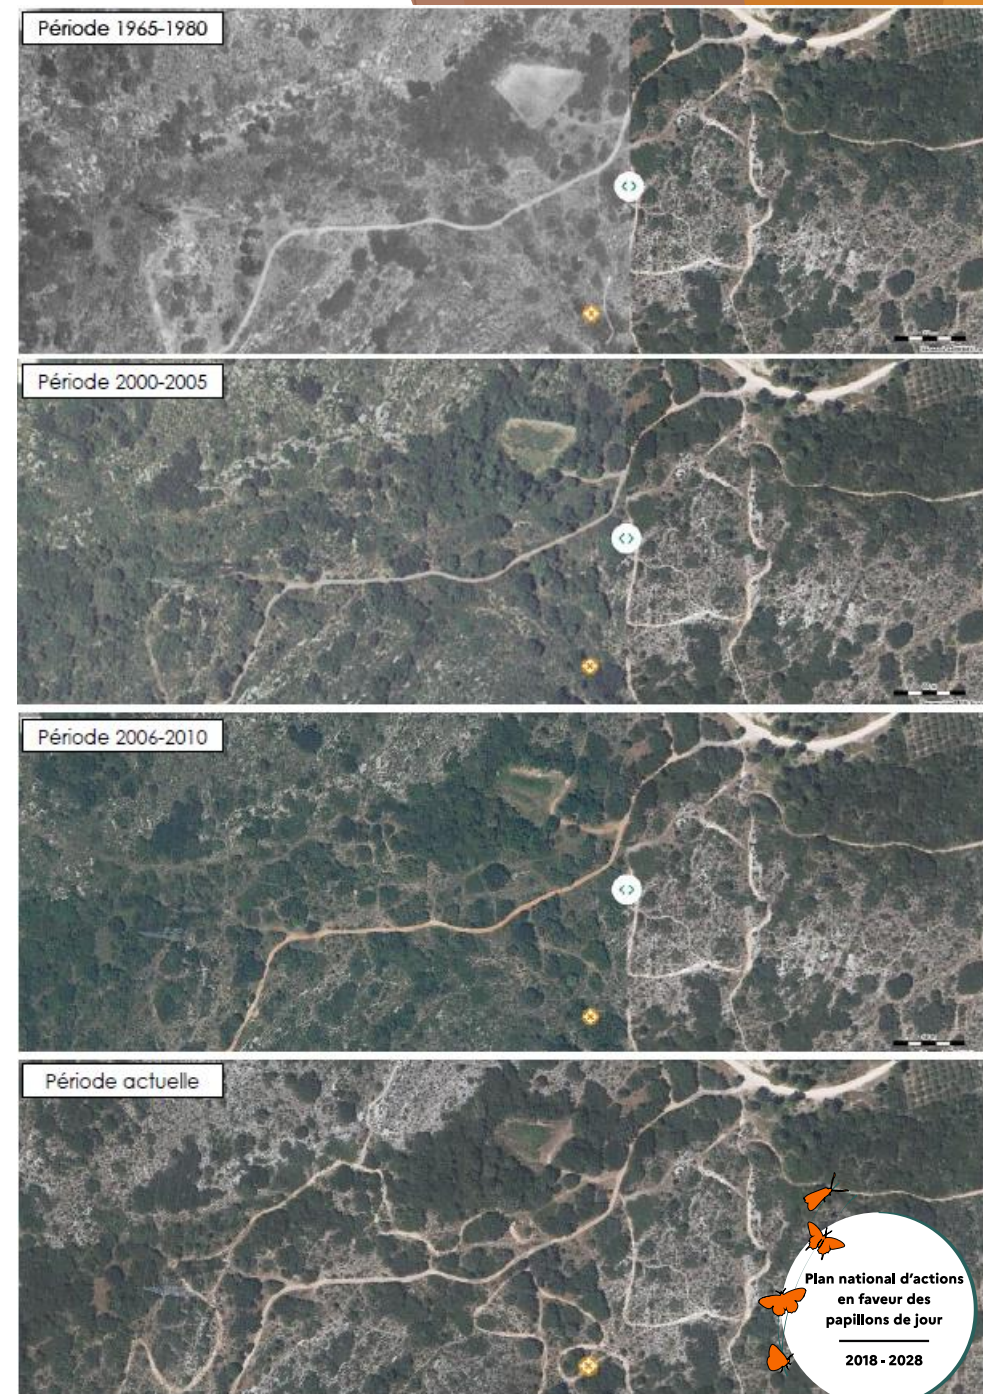 Période 1965-1980
Période 2000-2005
Période 2006-2010
Période actuelle
Plan national d'actions
en faveur des
papillons de jour
2018 - 2028